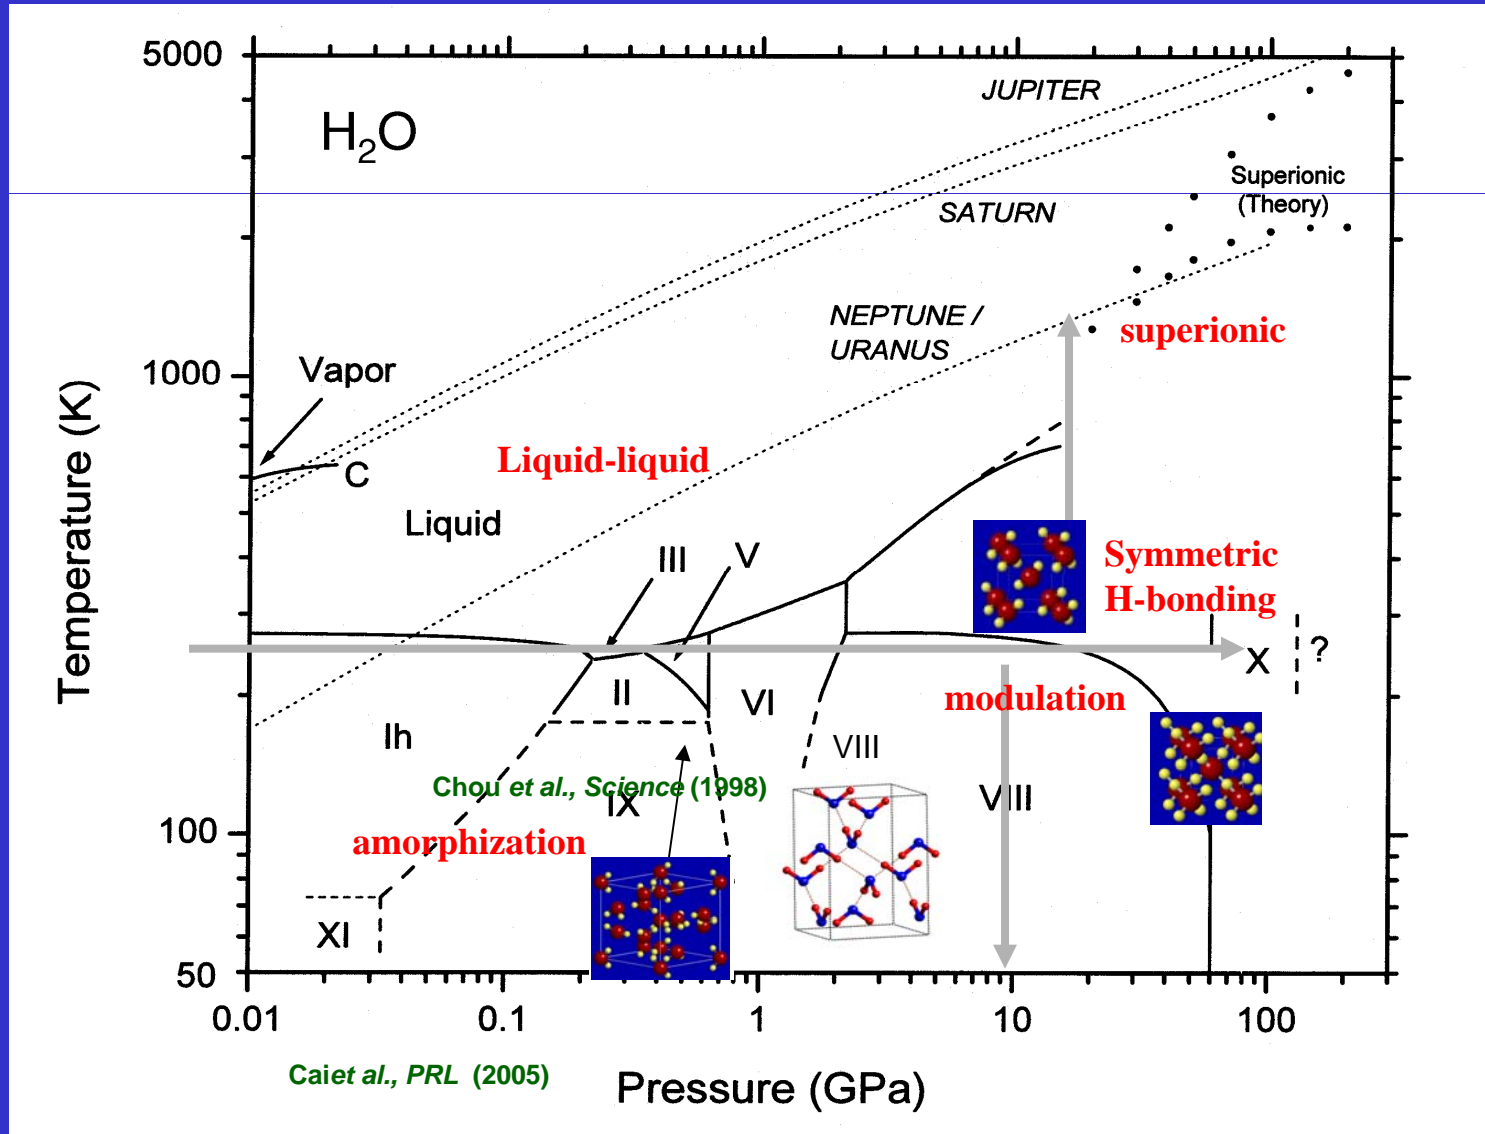 5000
H₂O
JUPITER
Superionic
(Theory)
SATURN
NEPTUNE /
URANUS
superionic
1000
Vapor
C
Liquid-liquid
Liquid
III
V
Symmetric
H-bonding
X
?
Temperature (K)
II
VI
modulation
Ih
VIII
Chou et al., Science (1998)
IX
VIII
100
amorphization
XI
50
0.01
0.1
1
10
100
Caiet al., PRL (2005)
Pressure (GPa)